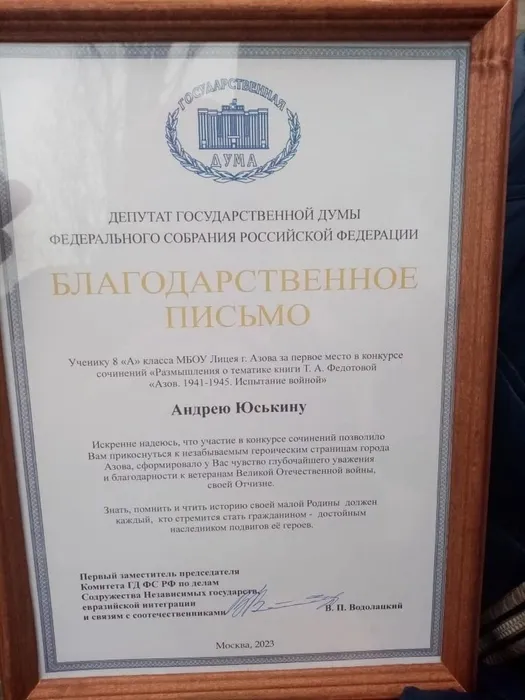 ГОСУДАРСТВЕННАЯ
ДУМА
ДЕПУТАТ ГОСУДАРСТВЕННОЙ ДУМЫ
ФЕДЕРАЛЬНОГО СОБРАНИЯ РОССИЙСКОЙ ФЕДЕРАЦИИ
БЛАГОДАРСТВЕННОЕ
ПИСЬМО
Ученику 8 «А» класса МБОУ Лицея г. Азова за первое место в конкурсе
сочинений «Размышления о тематике книги Т. А. Федотовой
«Азов. 1941-1945. Испытание войной»
Андрею Юськину
Искренне надеюсь, что участие в конкурсе сочинений позволило
Вам прикоснуться к незабываемым героическим страницам города
Азова, сформировало у Вас чувство глубочайшего уважения
и благодарности к ветеранам Великой Отечественной войны,
своей Отчизне.
Знать, помнить и чтить историю своей малой Родины должен
каждый, кто стремится стать гражданином - достойным
наследником подвигов её героев.
Первый заместитель председателя
Комитета ГД ФС РФ по делам
Содружества Независимых государств,
евразийской интеграции
и связям с соотечественниками
В. П. Водолацкий
Москва, 2023